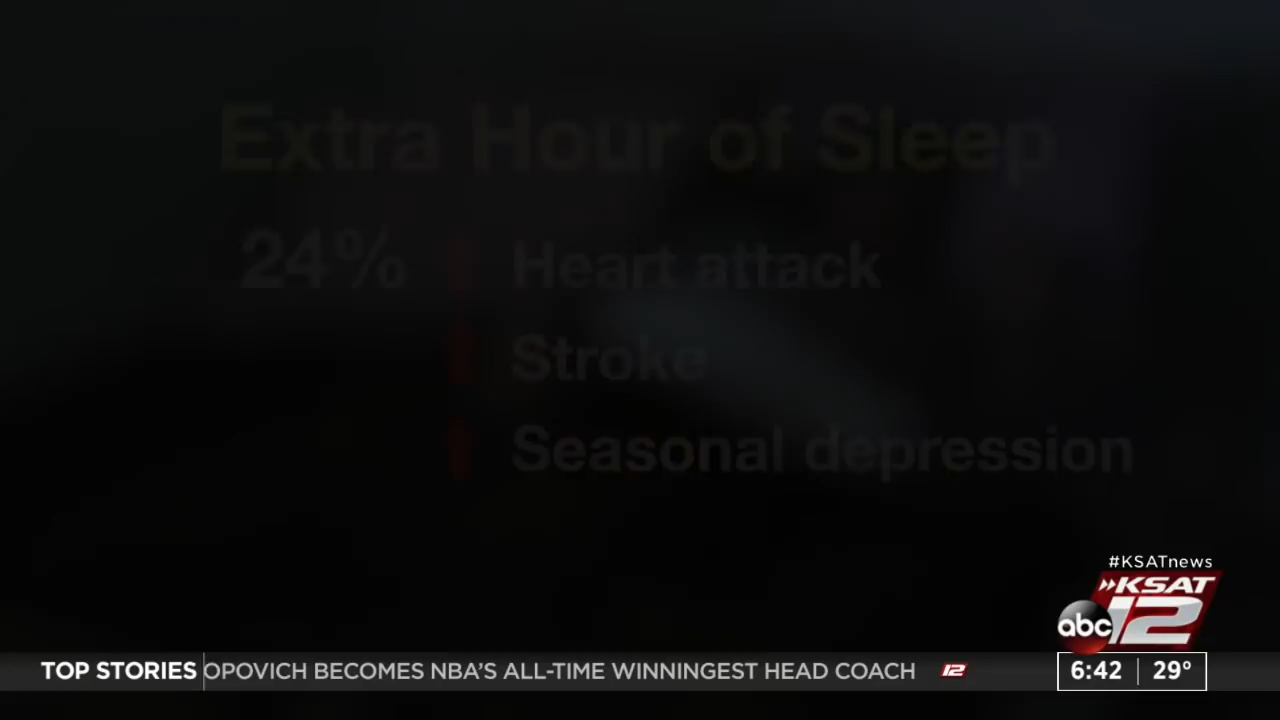 Extra Hour of Sleep
24% Heart attack
Stroke
Seasonal depression
#KSATnews
KSAT
abc 12
TOP STORIES OPOVICH BECOMES NBA'S ALL-TIME WINNINGEST HEAD COACH 12 6:42 29°